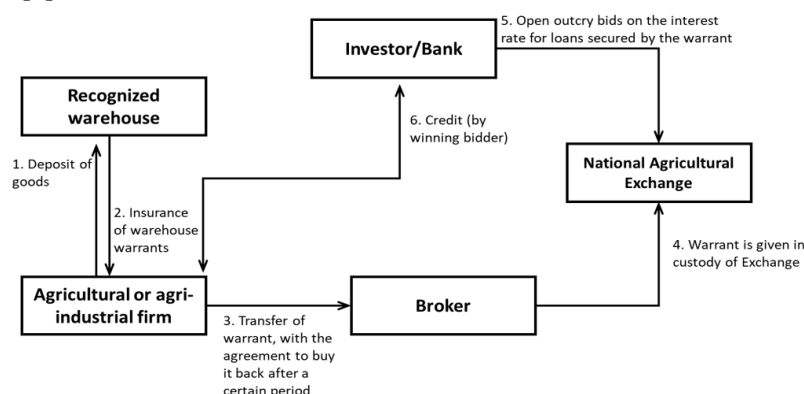 5. Open outcry bids on the interest
rate for loans secured by the warrant
Investor/Bank
Recognized
warehouse
6. Credit (by
winning bidder)
1. Deposit of
goods
National Agricultural
Exchange
2. Insurance
of warehouse
warrants
4. Warrant is given in
custody of Exchange
Agricultural or agri-
industrial firm
Broker
3. Transfer of
warrant, with the
agreement to buy
it back after a
certain period